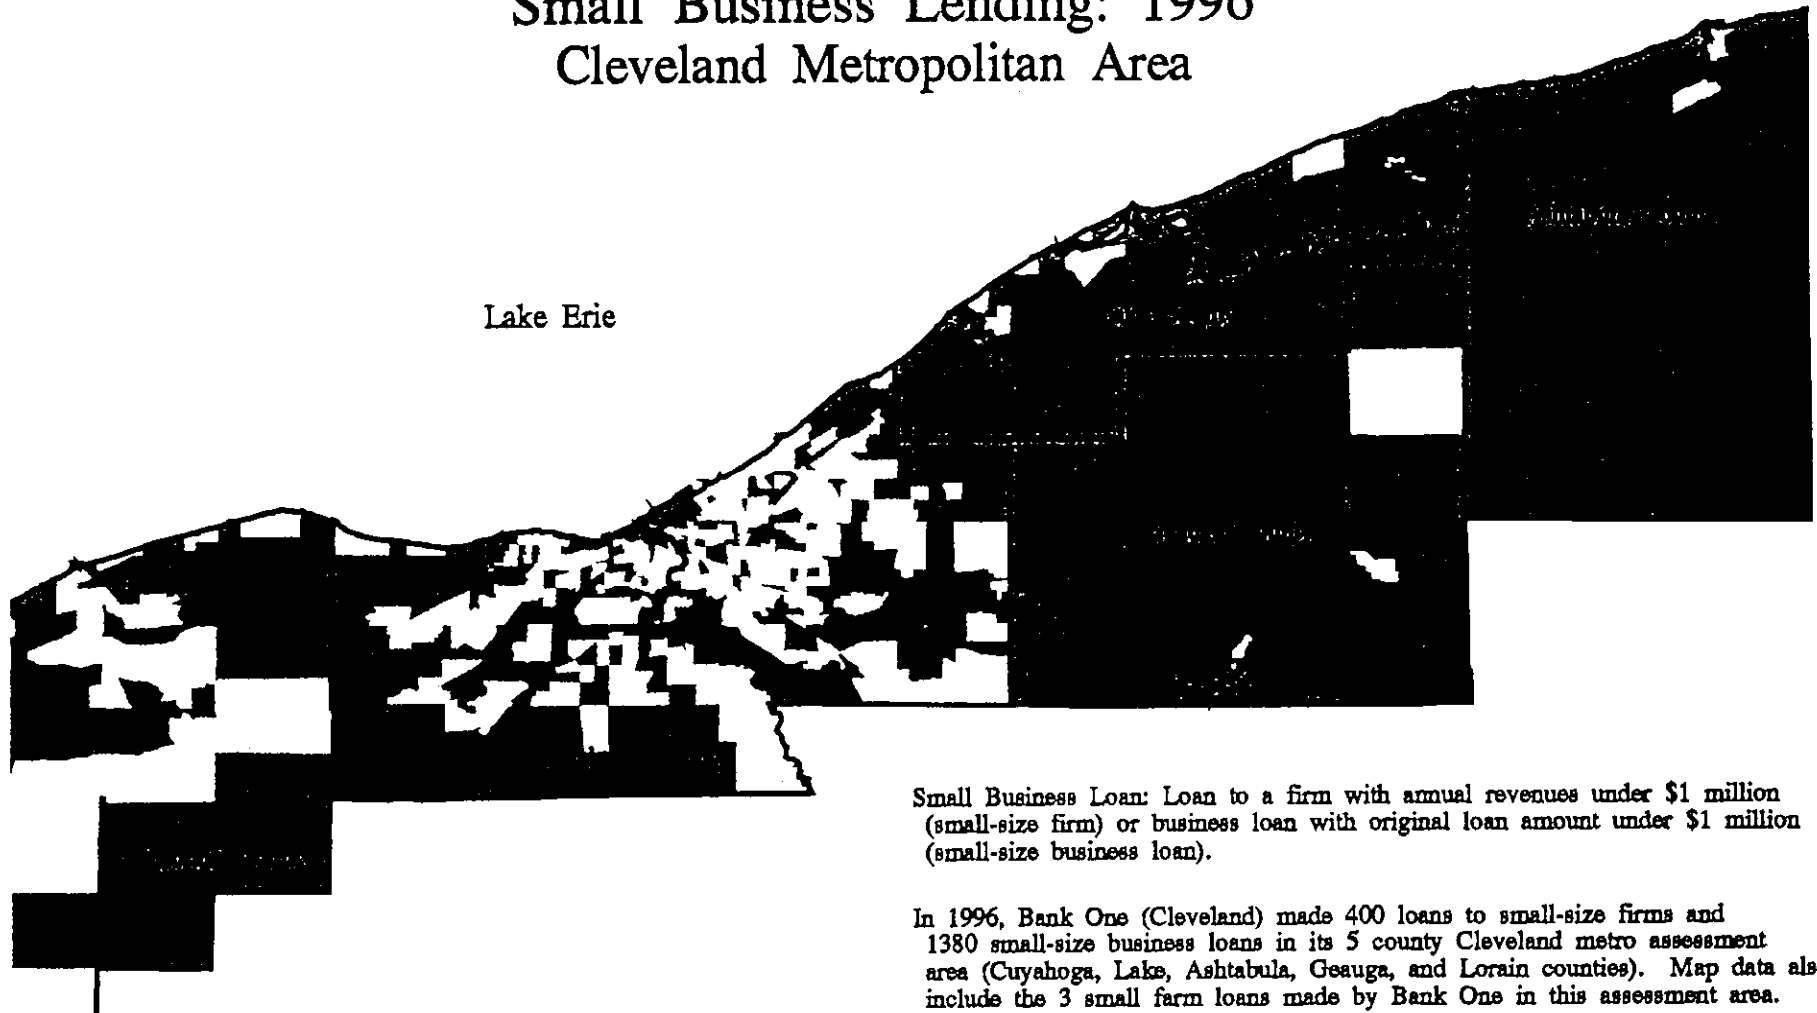 Small Business Lending: 1996
Cleveland Metropolitan Area
Lake Erie
Small Business Loan: Loan to a firm with annual revenues under $1 million
(small-size firm) or business loan with original loan amount under $1 million
(small-size business loan).
In 1996, Bank One (Cleveland) made 400 loans to small-size firms and
1380 small-size business loans in its 5 county Cleveland metro assessment
area (Cuyahoga, Lake, Ashtabula, Geauga, and Lorain counties). Map data als
include the 3 small farm loans made by Bank One in this assessment area.